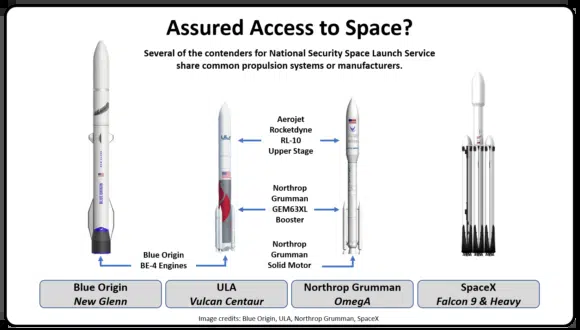 Assured Access to Space?
Several of the contenders for National Security Space Launch Service
share common propulsion systems or manufacturers.
Aerojet
Rocketdyne
RL-10
Upper Stage
ULA
Northrop
Grumman
GEM63XL
Booster
BLUE ORIGIN
Blue Origin
BE-4 Engines
Northrop
Grumman
Solid Motor
Blue Origin
New Glenn
ULA
Vulcan Centaur
Northrop Grumman
OmegA
SpaceX
Falcon 9 & Heavy
Image credits: Blue Origin, ULA, Northrop Grumman, SpaceX